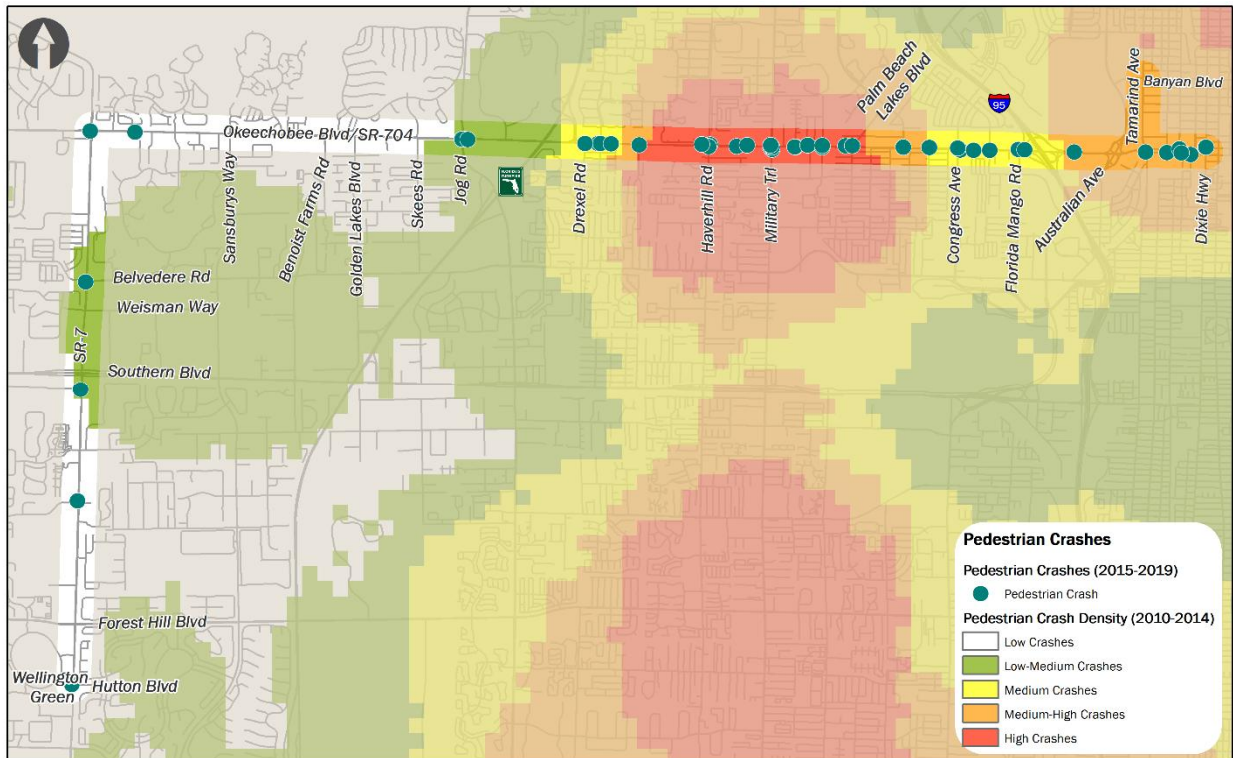 Palm Beach
Lakes Blvd
Tamarind Ave
Banyan Blvd
95
Okeechobee Blvd/SR-704
Sansburys Way
Benoist Farms Rd
Golden Lakes Blvd
Skees Rd
Jog Rd
Drexel Rd
Haverhill Rd
Military Trl
Congress Ave
Florida Mango Rd
Australian Ave
Dixie Hwy
Belvedere Rd
Weisman Way
SR-7
Southern Blvd
Forest Hill Blvd
Wellington
Green
Hutton Blvd
Pedestrian Crashes
Pedestrian Crashes (2015-2019)
Pedestrian Crash
Pedestrian Crash Density (2010-2014)
Low Crashes
Low-Medium Crashes
Medium Crashes
Medium-High Crashes
High Crashes